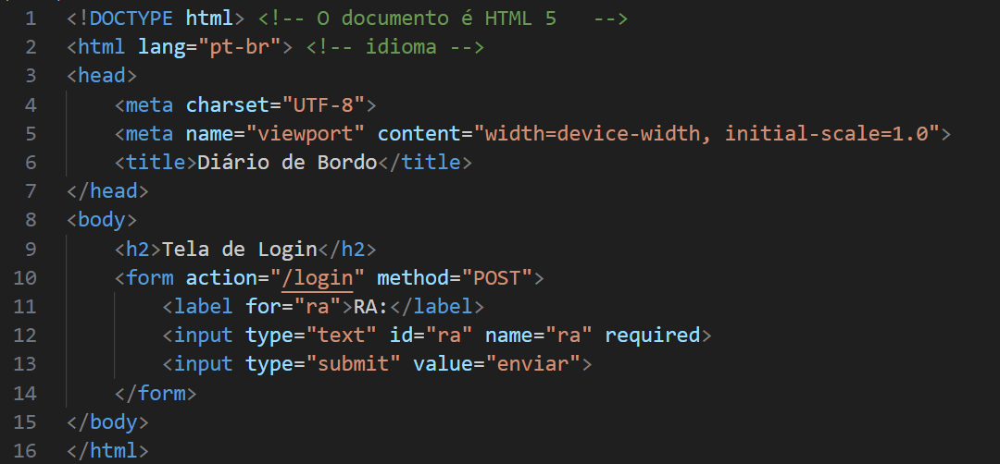 1 <!DOCTYPE html> <!-- O documento é HTML 5   -->
2 <html lang="pt-br"> <!-- idioma -->
3 <head>
4     <meta charset="UTF-8">
5     <meta name="viewport" content="width=device-width, initial-scale=1.0">
6     <title>Diário de Bordo</title>
7 </head>
8 <body>
9     <h2>Tela de Login</h2>
10     <form action="/login" method="POST">
11         <label for="ra">RA:</label>
12         <input type="text" id="ra" name="ra" required>
13         <input type="submit" value="enviar">
14     </form>
15 </body>
16 </html>